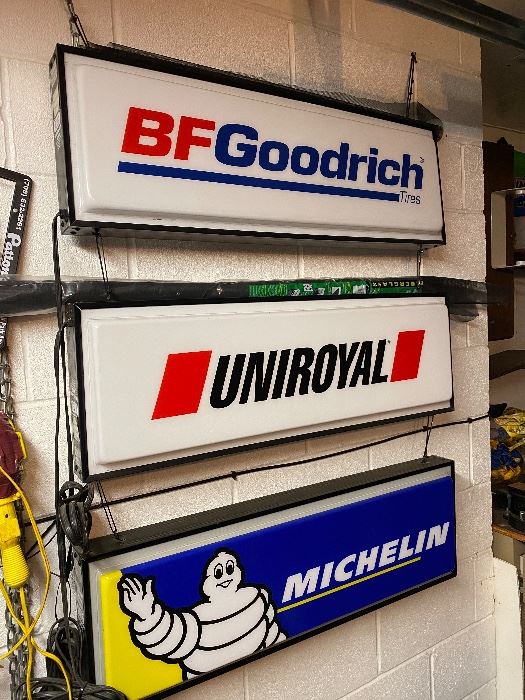 BFGoodrich
Tires
UNIROYAL
MICHELIN